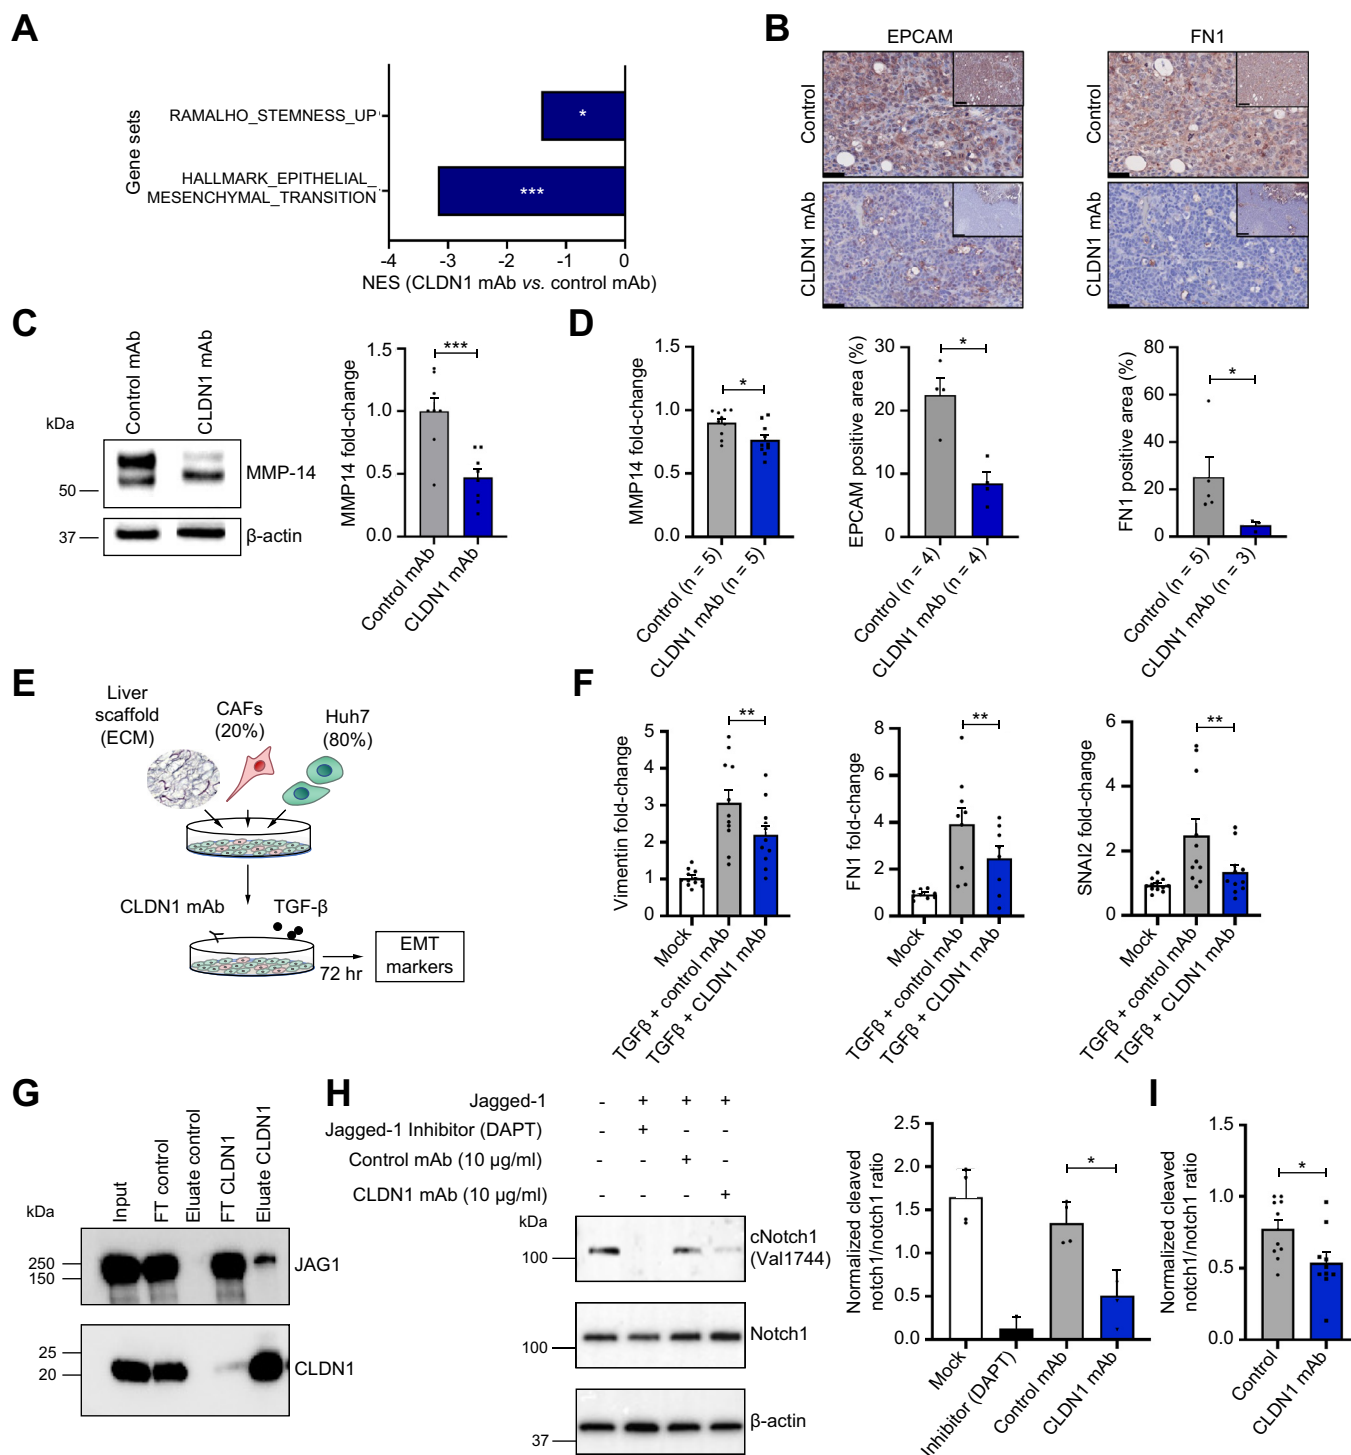 A
Gene sets
RAMALHO_STEMNESS_UP
*
HALLMARK_EPITHELIAL_
MESENCHYMAL_TRANSITION
***
-4 -3 -2 -1 0
NES (CLDN1 mAb vs. control mAb)
B
EPCAM FN1
Control Control
CLDN1 mAb CLDN1 mAb
C
Control mAb
CLDN1 mAb
kDa
MMP-14
50
37
β-actin
MMP14 fold-change
1.5
1.0
0.5
0.0
***
Control mAb
CLDN1 mAb
D
MMP14 fold-change
1.5
1.0
0.5
0.0
*
Control (n = 5)
CLDN1 mAb (n = 5)
EPCAM positive area (%)
30
20
10
0
*
Control (n = 4)
CLDN1 mAb (n = 4)
FN1 positive area (%)
80
60
40
20
0
*
Control (n = 5)
CLDN1 mAb (n = 3)
E
Liver
scaffold
(ECM)
CAFs
(20%)
Huh7
(80%)
CLDN1 mAb
TGF-β
72 hr
EMT
markers
F
Vimentin fold-change
5
4
3
2
1
0
**
Mock
TGFβ + control mAb
TGFβ + CLDN1 mAb
FN1 fold-change
8
6
4
2
0
**
Mock
TGFβ + control mAb
TGFβ + CLDN1 mAb
SNAI2 fold-change
6
4
2
0
**
Mock
TGFβ + control mAb
TGFβ + CLDN1 mAb
G
kDa
Input
FT control
Eluate control
FT CLDN1
Eluate CLDN1
250
150
JAG1
25
20
CLDN1
H
Jagged-1 - + + +
Jagged-1 Inhibitor (DAPT) - + - -
Control mAb (10 µg/ml) - - + -
CLDN1 mAb (10 µg/ml) - - - +
kDa
100
cNotch1
(Val1744)
100
Notch1
37
β-actin
Normalized cleaved
notch1/notch1 ratio
2.5
2.0
1.5
1.0
0.5
0.0
*
Mock
Inhibitor (DAPT)
Control mAb
CLDN1 mAb
I
Normalized cleaved
notch1/notch1 ratio
1.5
1.0
0.5
0.0
*
Control
CLDN1 mAb